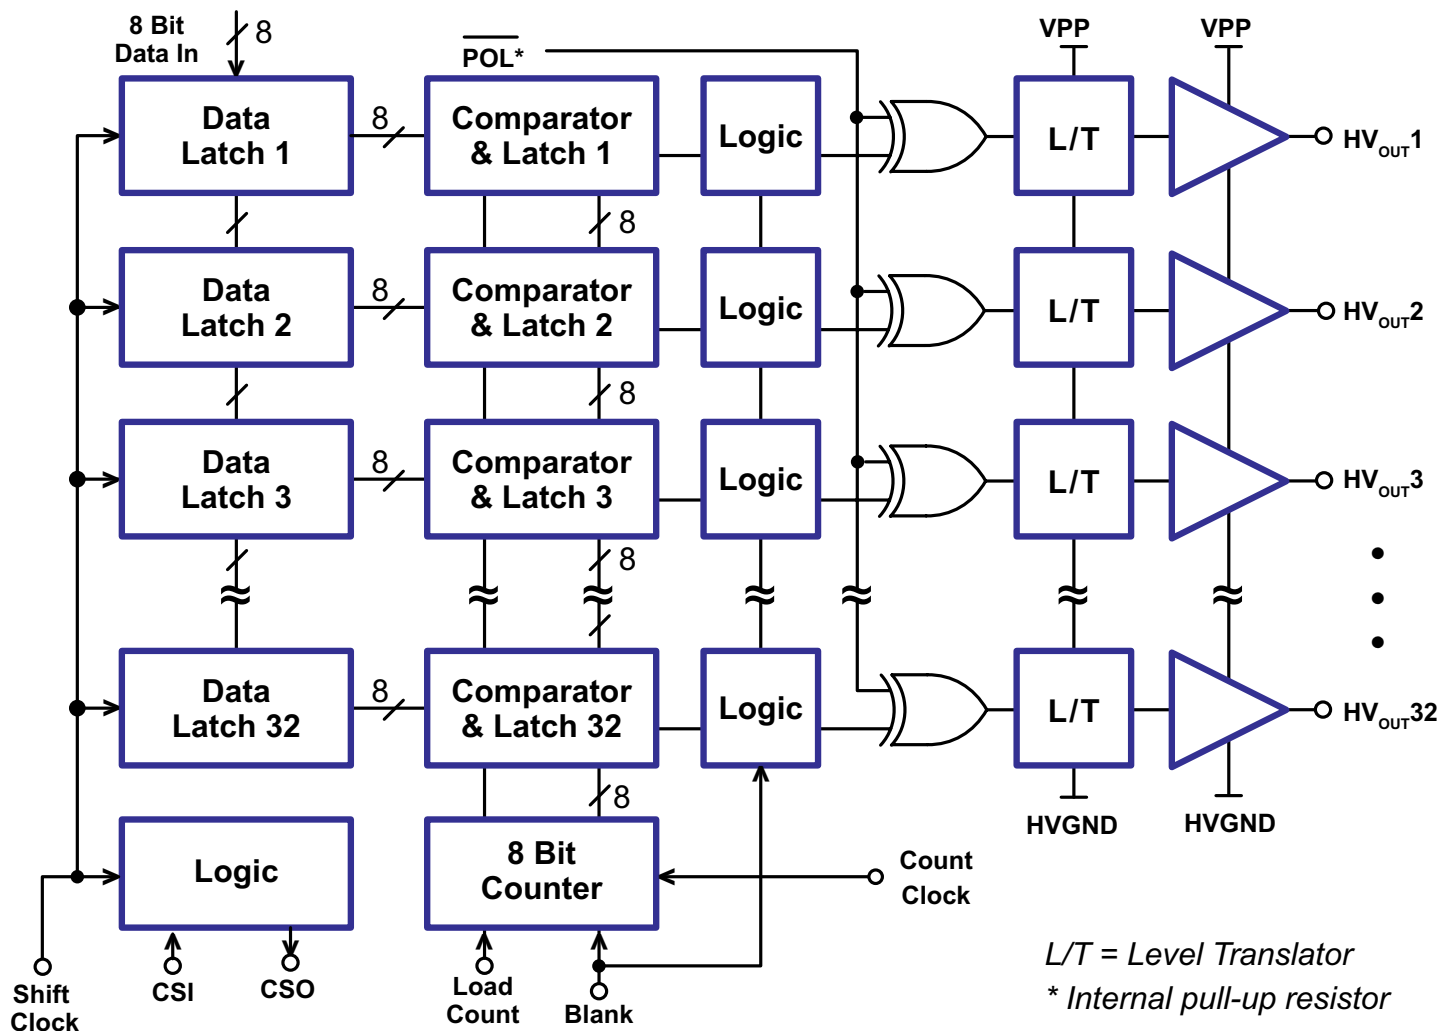 8 Bit
Data In
8
POL*
VPP
VPP
Data
Latch 1
8
Comparator
& Latch 1
Logic
L/T
HVOUT1
8
Data
Latch 2
8
Comparator
& Latch 2
Logic
L/T
HVOUT2
8
Data
Latch 3
8
Comparator
& Latch 3
Logic
L/T
HVOUT3
8
Data
Latch 32
8
Comparator
& Latch 32
Logic
L/T
HVOUT32
8
HVGND
HVGND
Logic
8 Bit
Counter
Count
Clock
Shift
Clock
CSI
CSO
Load
Count
Blank
L/T = Level Translator
* Internal pull-up resistor